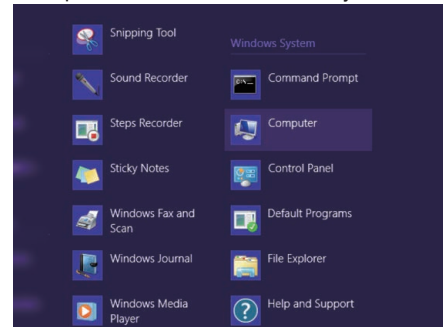 Snipping Tool
Sound Recorder
Steps Recorder
Sticky Notes
Windows Fax and
Scan
Windows Journal
Windows Media
Player
Windows System
Command Prompt
Computer
Control Panel
Default Programs
File Explorer
Help and Support